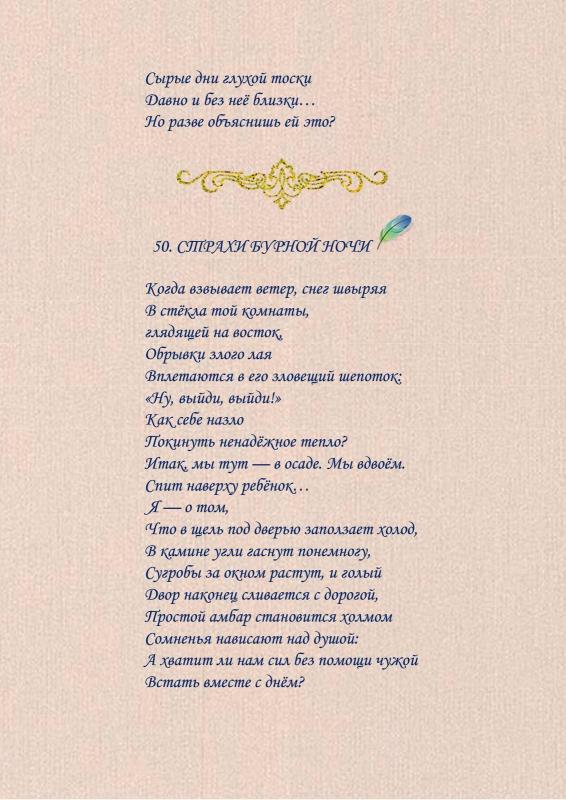 Сырые дни глухой тоски
Давно и без неё близки…
Но разве объяснишь ей это?
50. СТРАХИ БУРНОЙ НОЧИ
Когда взвывает ветер, снег швыряя
В стёкла той комнаты,
глядящей на восток,
Обрывки злого лая
Вплетаются в его зловещий шепоток:
«Ну, выйди, выйди!»
Как себе назло
Покинуть ненадёжное тепло?
Итак, мы тут — в осаде. Мы вдвоём.
Спит наверху ребёнок…
Я — о том,
Что в щель под дверью заползает холод,
В камине угли гаснут понемногу,
Сугробы за окном растут, и голый
Двор наконец сливается с дорогой,
Простой амбар становится холмом
Сомненья нависают над душой:
А хватит ли нам сил без помощи чужой
Встать вместе с днём?